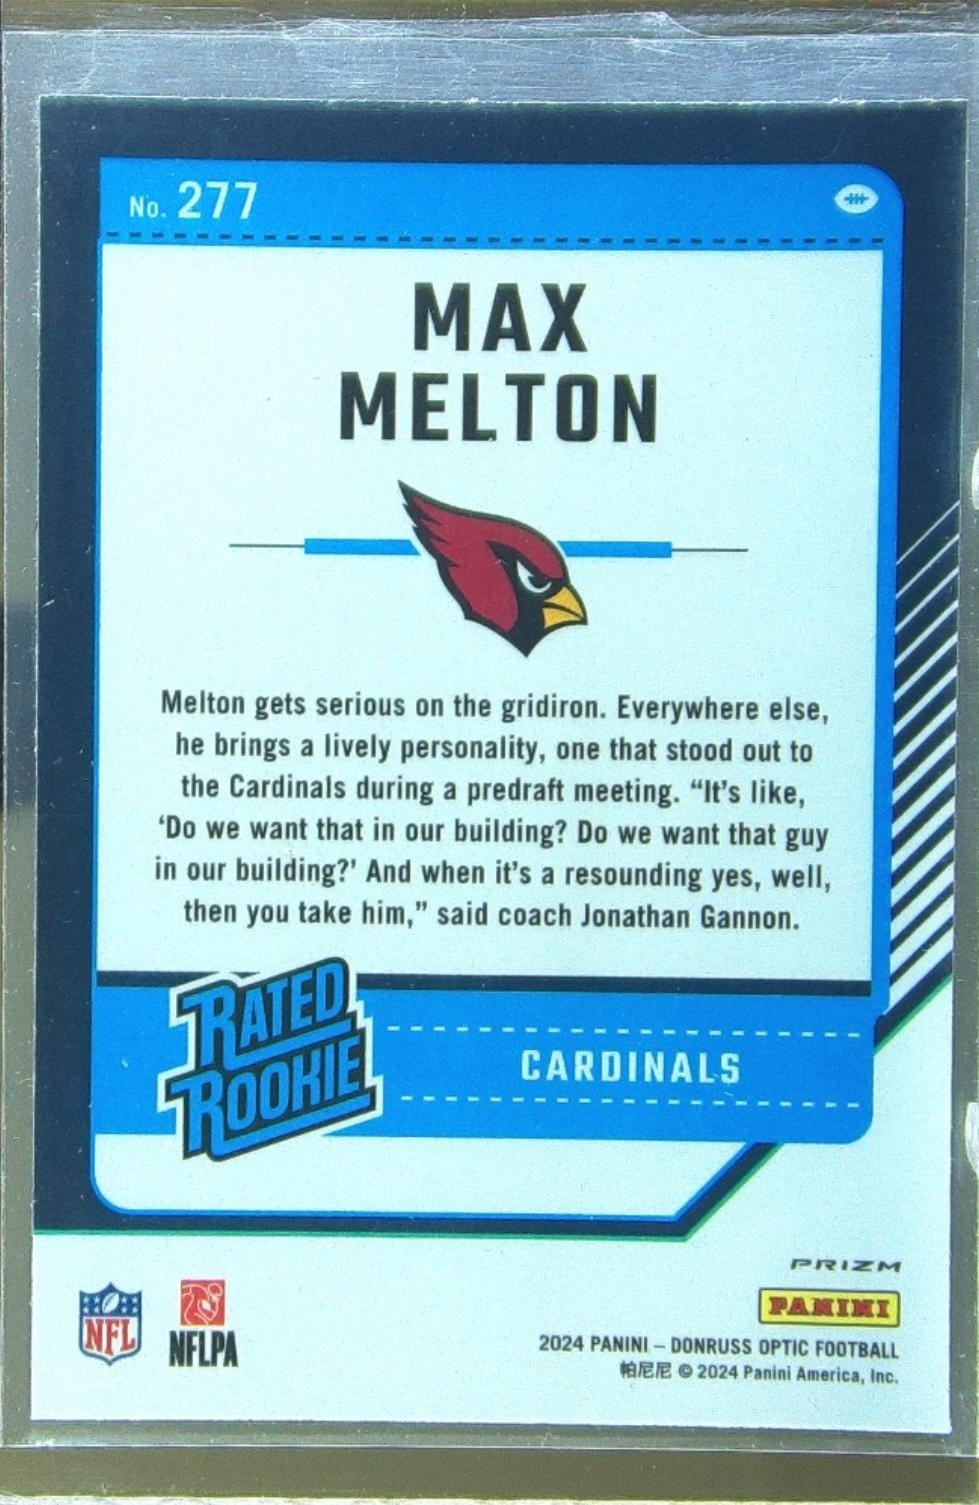 No. 277
MAX
MELTON
Melton gets serious on the gridiron. Everywhere else,
he brings a lively personality, one that stood out to
the Cardinals during a predraft meeting. “It’s like,
‘Do we want that in our building? Do we want that guy
in our building?’ And when it’s a resounding yes, well,
then you take him,” said coach Jonathan Gannon.
RATED
ROOKIE
CARDINALS
PRIZM
PANINI
NFL
NFLPA
2024 PANINI – DONRUSS OPTIC FOOTBALL
帕尼尼 © 2024 Panini America, Inc.